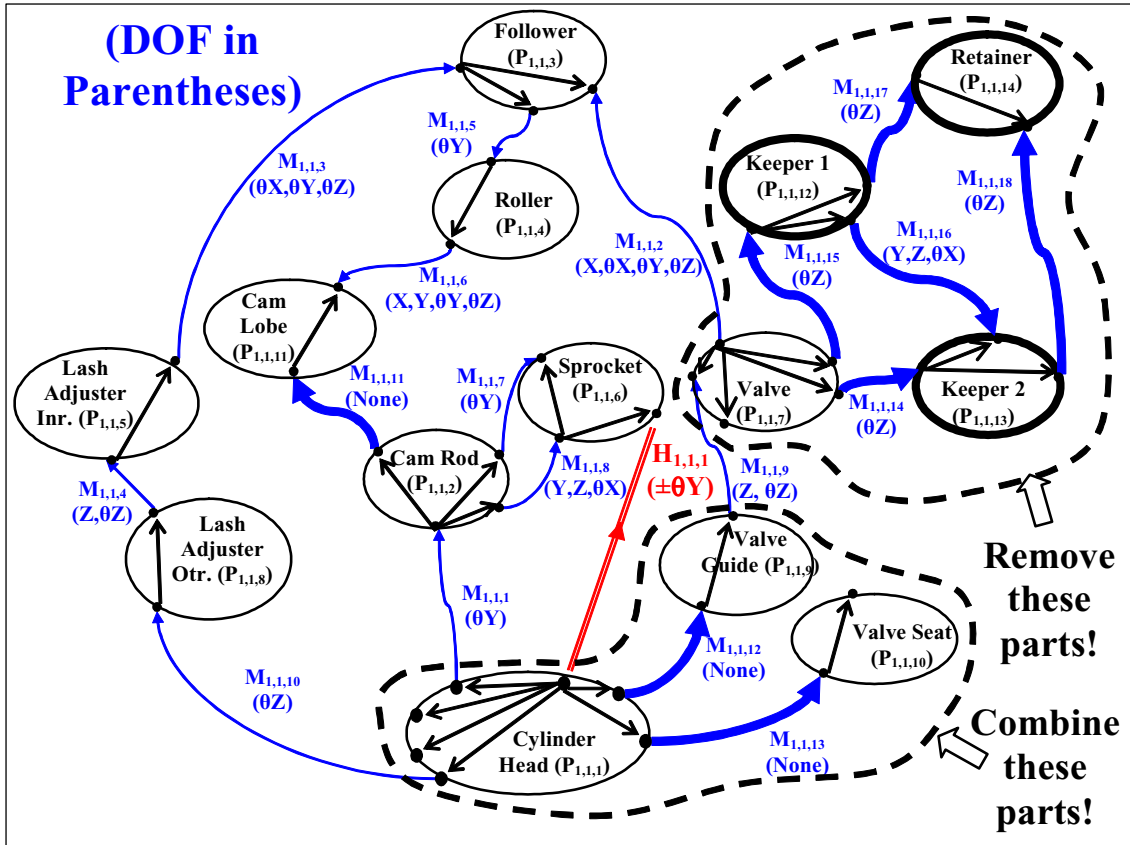 (DOF in
Parentheses)
Follower
(P1,1,3)
Retainer
(P1,1,14)
M1,1,17
(θZ)
M1,1,5
(θY)
M1,1,3
(θX,θY,θZ)
Keeper 1
(P1,1,12)
M1,1,18
(θZ)
Roller
(P1,1,4)
M1,1,2
(X,θX,θY,θZ)
M1,1,16
(Y,Z,θX)
M1,1,15
(θZ)
M1,1,6
(X,Y,θY,θZ)
Cam
Lobe
(P1,1,11)
Lash
Adjuster
Inr. (P1,1,5)
M1,1,11
(None)
M1,1,7
(θY)
Sprocket
(P1,1,6)
Valve
(P1,1,7)
Keeper 2
(P1,1,13)
M1,1,14
(θZ)
Cam Rod
(P1,1,2)
M1,1,8
(Y,Z,θX)
H1,1,1
(±θY)
M1,1,9
(Z, θZ)
M1,1,4
(Z,θZ)
Lash
Adjuster
Otr. (P1,1,8)
Valve
Guide (P1,1,9)
Remove
these
parts!
M1,1,1
(θY)
Valve Seat
(P1,1,10)
M1,1,12
(None)
M1,1,10
(θZ)
Cylinder
Head (P1,1,1)
M1,1,13
(None)
Combine
these
parts!